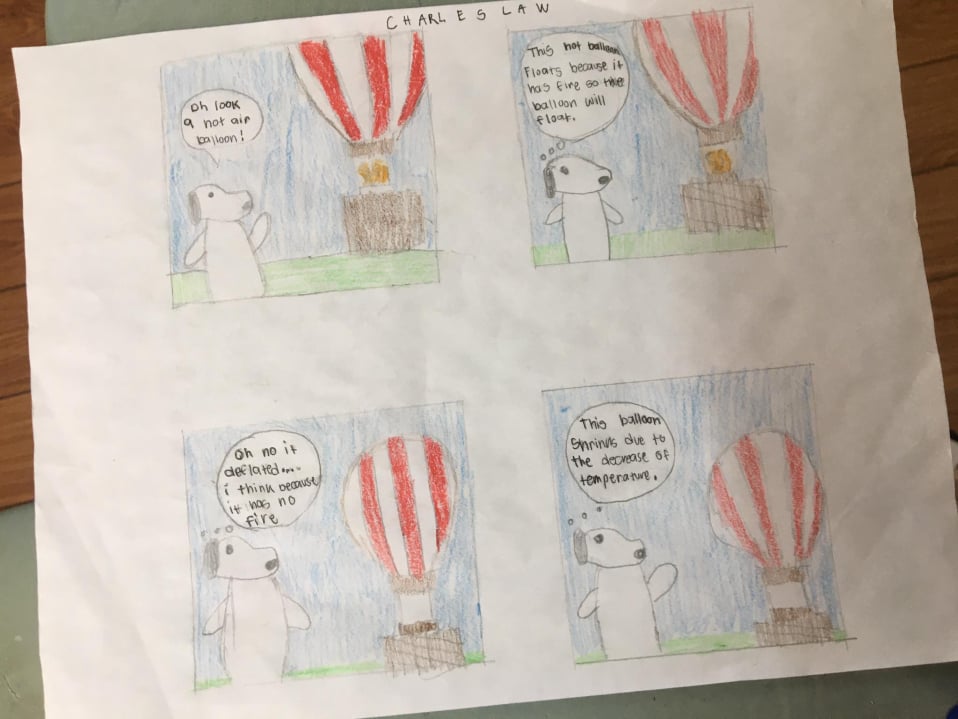 CHARLES LAW
Oh look
a hot air
balloon!
This hot balloon
Floats because it
has fire so the
balloon will
float.
Oh no it
deflated....
i think because
it has no
fire
This balloon
Shrinks due to
the decrease of
temperature.